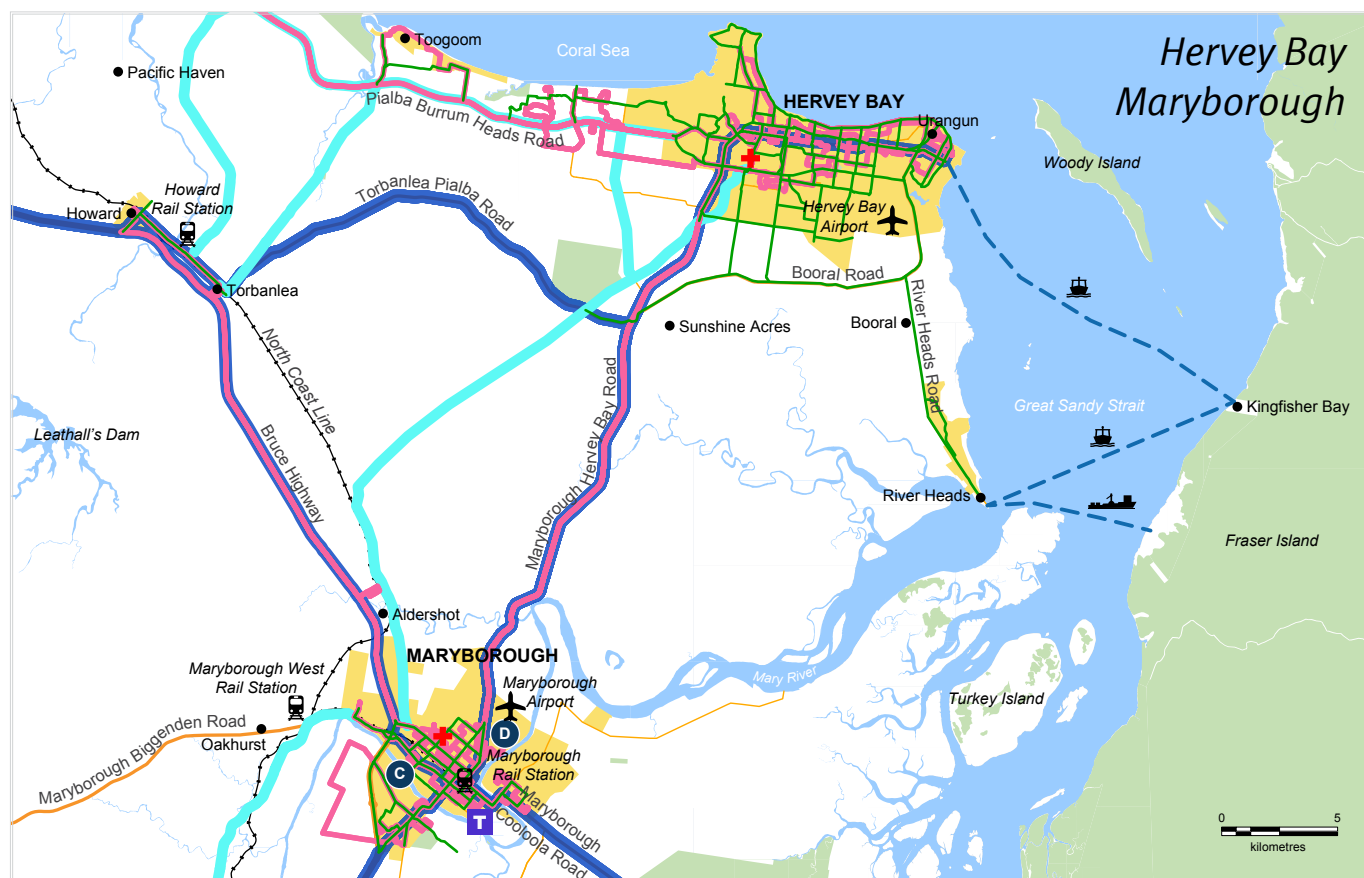 Hervey Bay
Maryborough
Toogoom
Coral Sea
Pacific Haven
HERVEY BAY
Pialba Burrum Heads Road
Urangun
Woody Island
Howard
Rail Station
Howard
Torbanlea Pialba Road
Hervey Bay
Airport
Booral Road
Torbanlea
River Heads Road
Sunshine Acres
Booral
North Coast Line
Maryborough Hervey Bay Road
Great Sandy Strait
Kingfisher Bay
Leathall's Dam
Bruce Highway
River Heads
Fraser Island
Aldershot
MARYBOROUGH
Maryborough West
Rail Station
Maryborough
Airport
Mary River
Turkey Island
Maryborough Biggenden Road
Oakhurst
D
Maryborough
Rail Station
C
Maryborough
Cooloola Road
T
0
5
kilometres